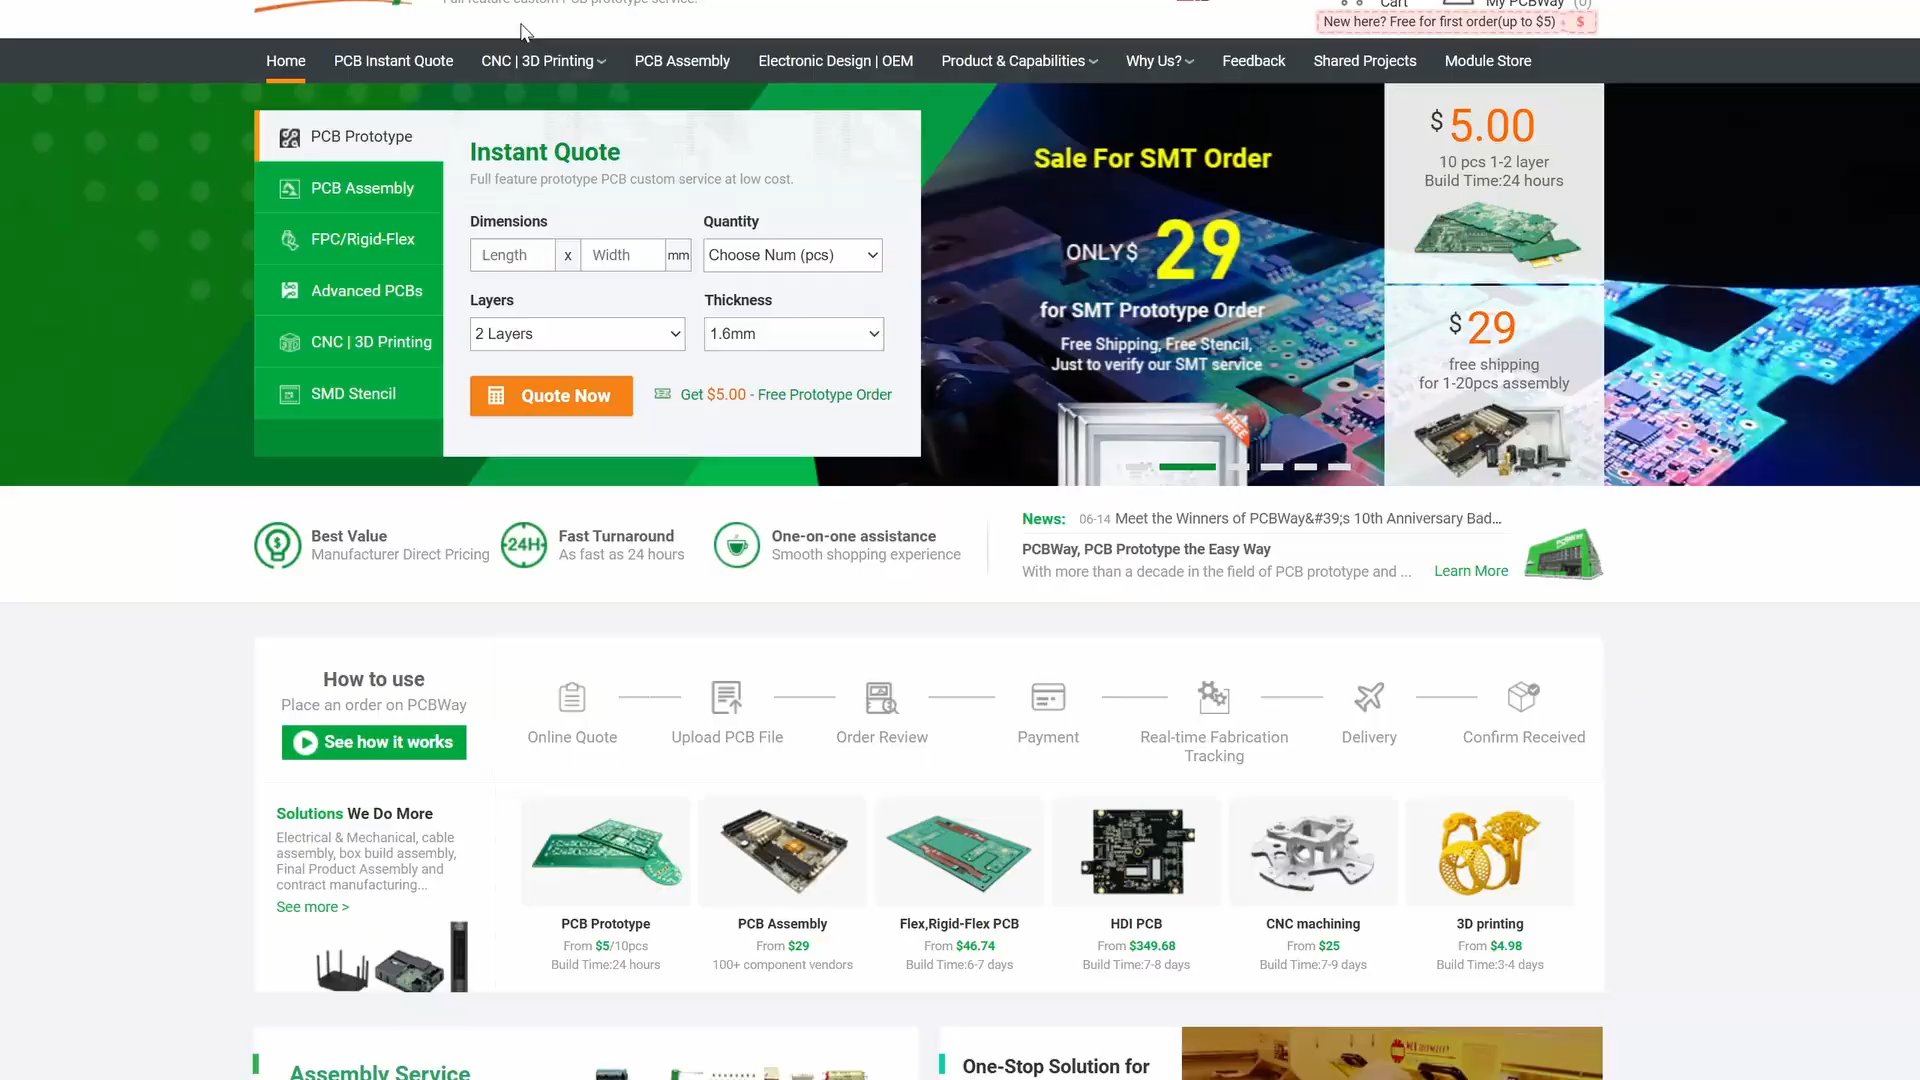 Full feature custom PCB prototype service.
Cart
My PCBWay (0)
New here? Free for first order(up to $5) $
Home
PCB Instant Quote
CNC | 3D Printing
PCB Assembly
Electronic Design | OEM
Product & Capabilities
Why Us?
Feedback
Shared Projects
Module Store
PCB Prototype
PCB Assembly
FPC/Rigid-Flex
Advanced PCBs
CNC | 3D Printing
SMD Stencil
Instant Quote
Full feature prototype PCB custom service at low cost.
Dimensions
Quantity
Length x Width mm
Choose Num (pcs)
Layers
Thickness
2 Layers
1.6mm
Quote Now
Get $5.00 - Free Prototype Order
Sale For SMT Order
ONLY$ 29
for SMT Prototype Order
Free Shipping, Free Stencil,
Just to verify our SMT service
FREE
$5.00
10 pcs 1-2 layer
Build Time:24 hours
$29
free shipping
for 1-20pcs assembly
Best Value
Manufacturer Direct Pricing
24H
Fast Turnaround
As fast as 24 hours
One-on-one assistance
Smooth shopping experience
News: 06-14 Meet the Winners of PCBWay&#39;s 10th Anniversary Bad...
PCBWay, PCB Prototype the Easy Way
With more than a decade in the field of PCB prototype and ...
Learn More
How to use
Place an order on PCBWay
See how it works
Online Quote
Upload PCB File
Order Review
Payment
Real-time Fabrication
Tracking
Delivery
Confirm Received
Solutions We Do More
Electrical & Mechanical, cable
assembly, box build assembly,
Final Product Assembly and
contract manufacturing...
See more >
PCB Prototype
From $5/10pcs
Build Time:24 hours
PCB Assembly
From $29
100+ component vendors
Flex,Rigid-Flex PCB
From $46.74
Build Time:6-7 days
HDI PCB
From $349.68
Build Time:7-8 days
CNC machining
From $25
Build Time:7-9 days
3D printing
From $4.98
Build Time:3-4 days
Assembly Service
One-Stop Solution for